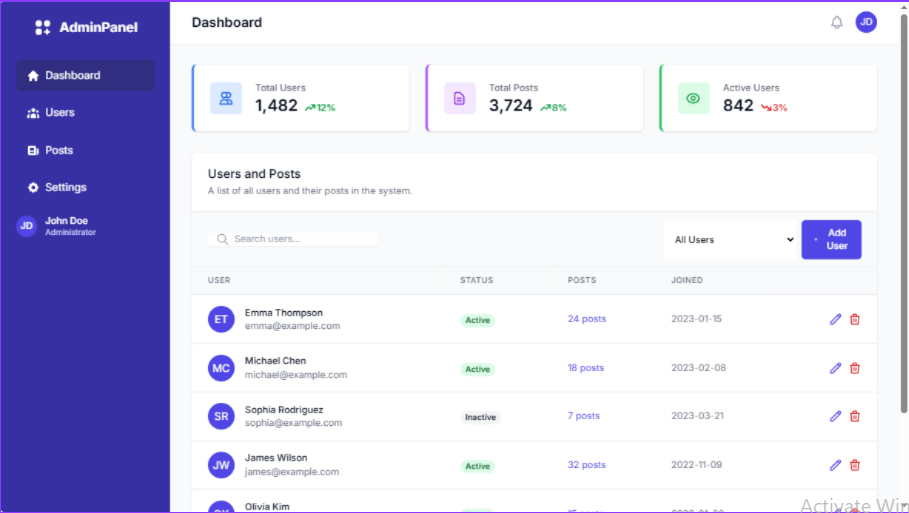 AdminPanel
Dashboard
Users
Posts
Settings
JD
John Doe
Administrator
Dashboard
JD
Total Users
1,482 12%
Total Posts
3,724 8%
Active Users
842 3%
Users and Posts
A list of all users and their posts in the system.
Search users...
All Users
+ Add
User
USER STATUS POSTS JOINED
ET Emma Thompson
emma@example.com
Active 24 posts 2023-01-15
MC Michael Chen
michael@example.com
Active 18 posts 2023-02-08
SR Sophia Rodriguez
sophia@example.com
Inactive 7 posts 2023-03-21
JW James Wilson
james@example.com
Active 32 posts 2022-11-09
Olivia Kim
Activate Win